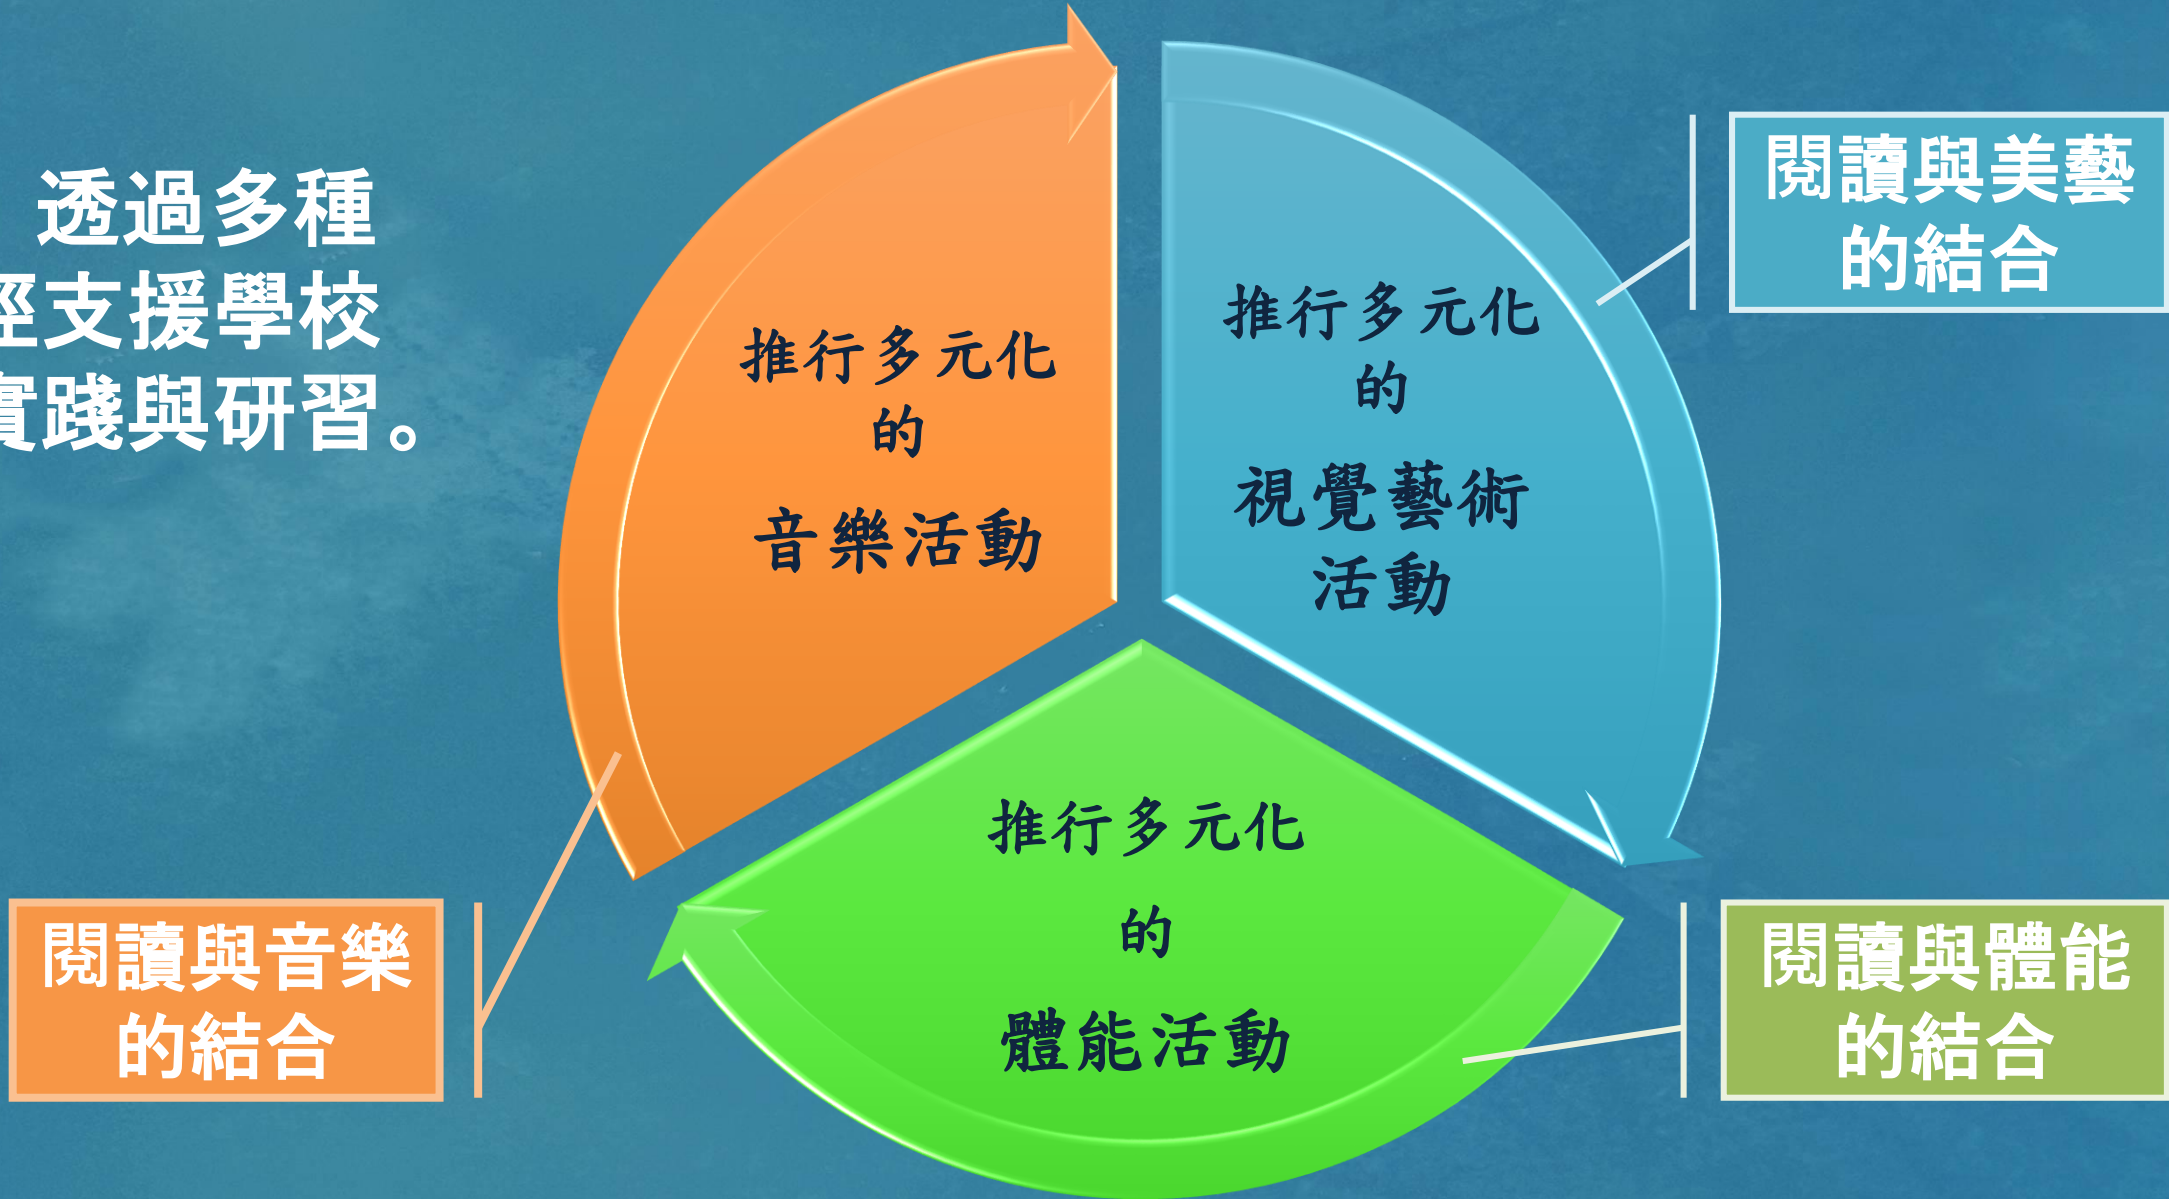 透過多種
徑支援學校
實踐與研習。
推行多元化
的
音樂活動
推行多元化
的
視覺藝術
活動
推行多元化
的
體能活動
閱讀與美藝
的結合
閱讀與音樂
的結合
閱讀與體能
的結合